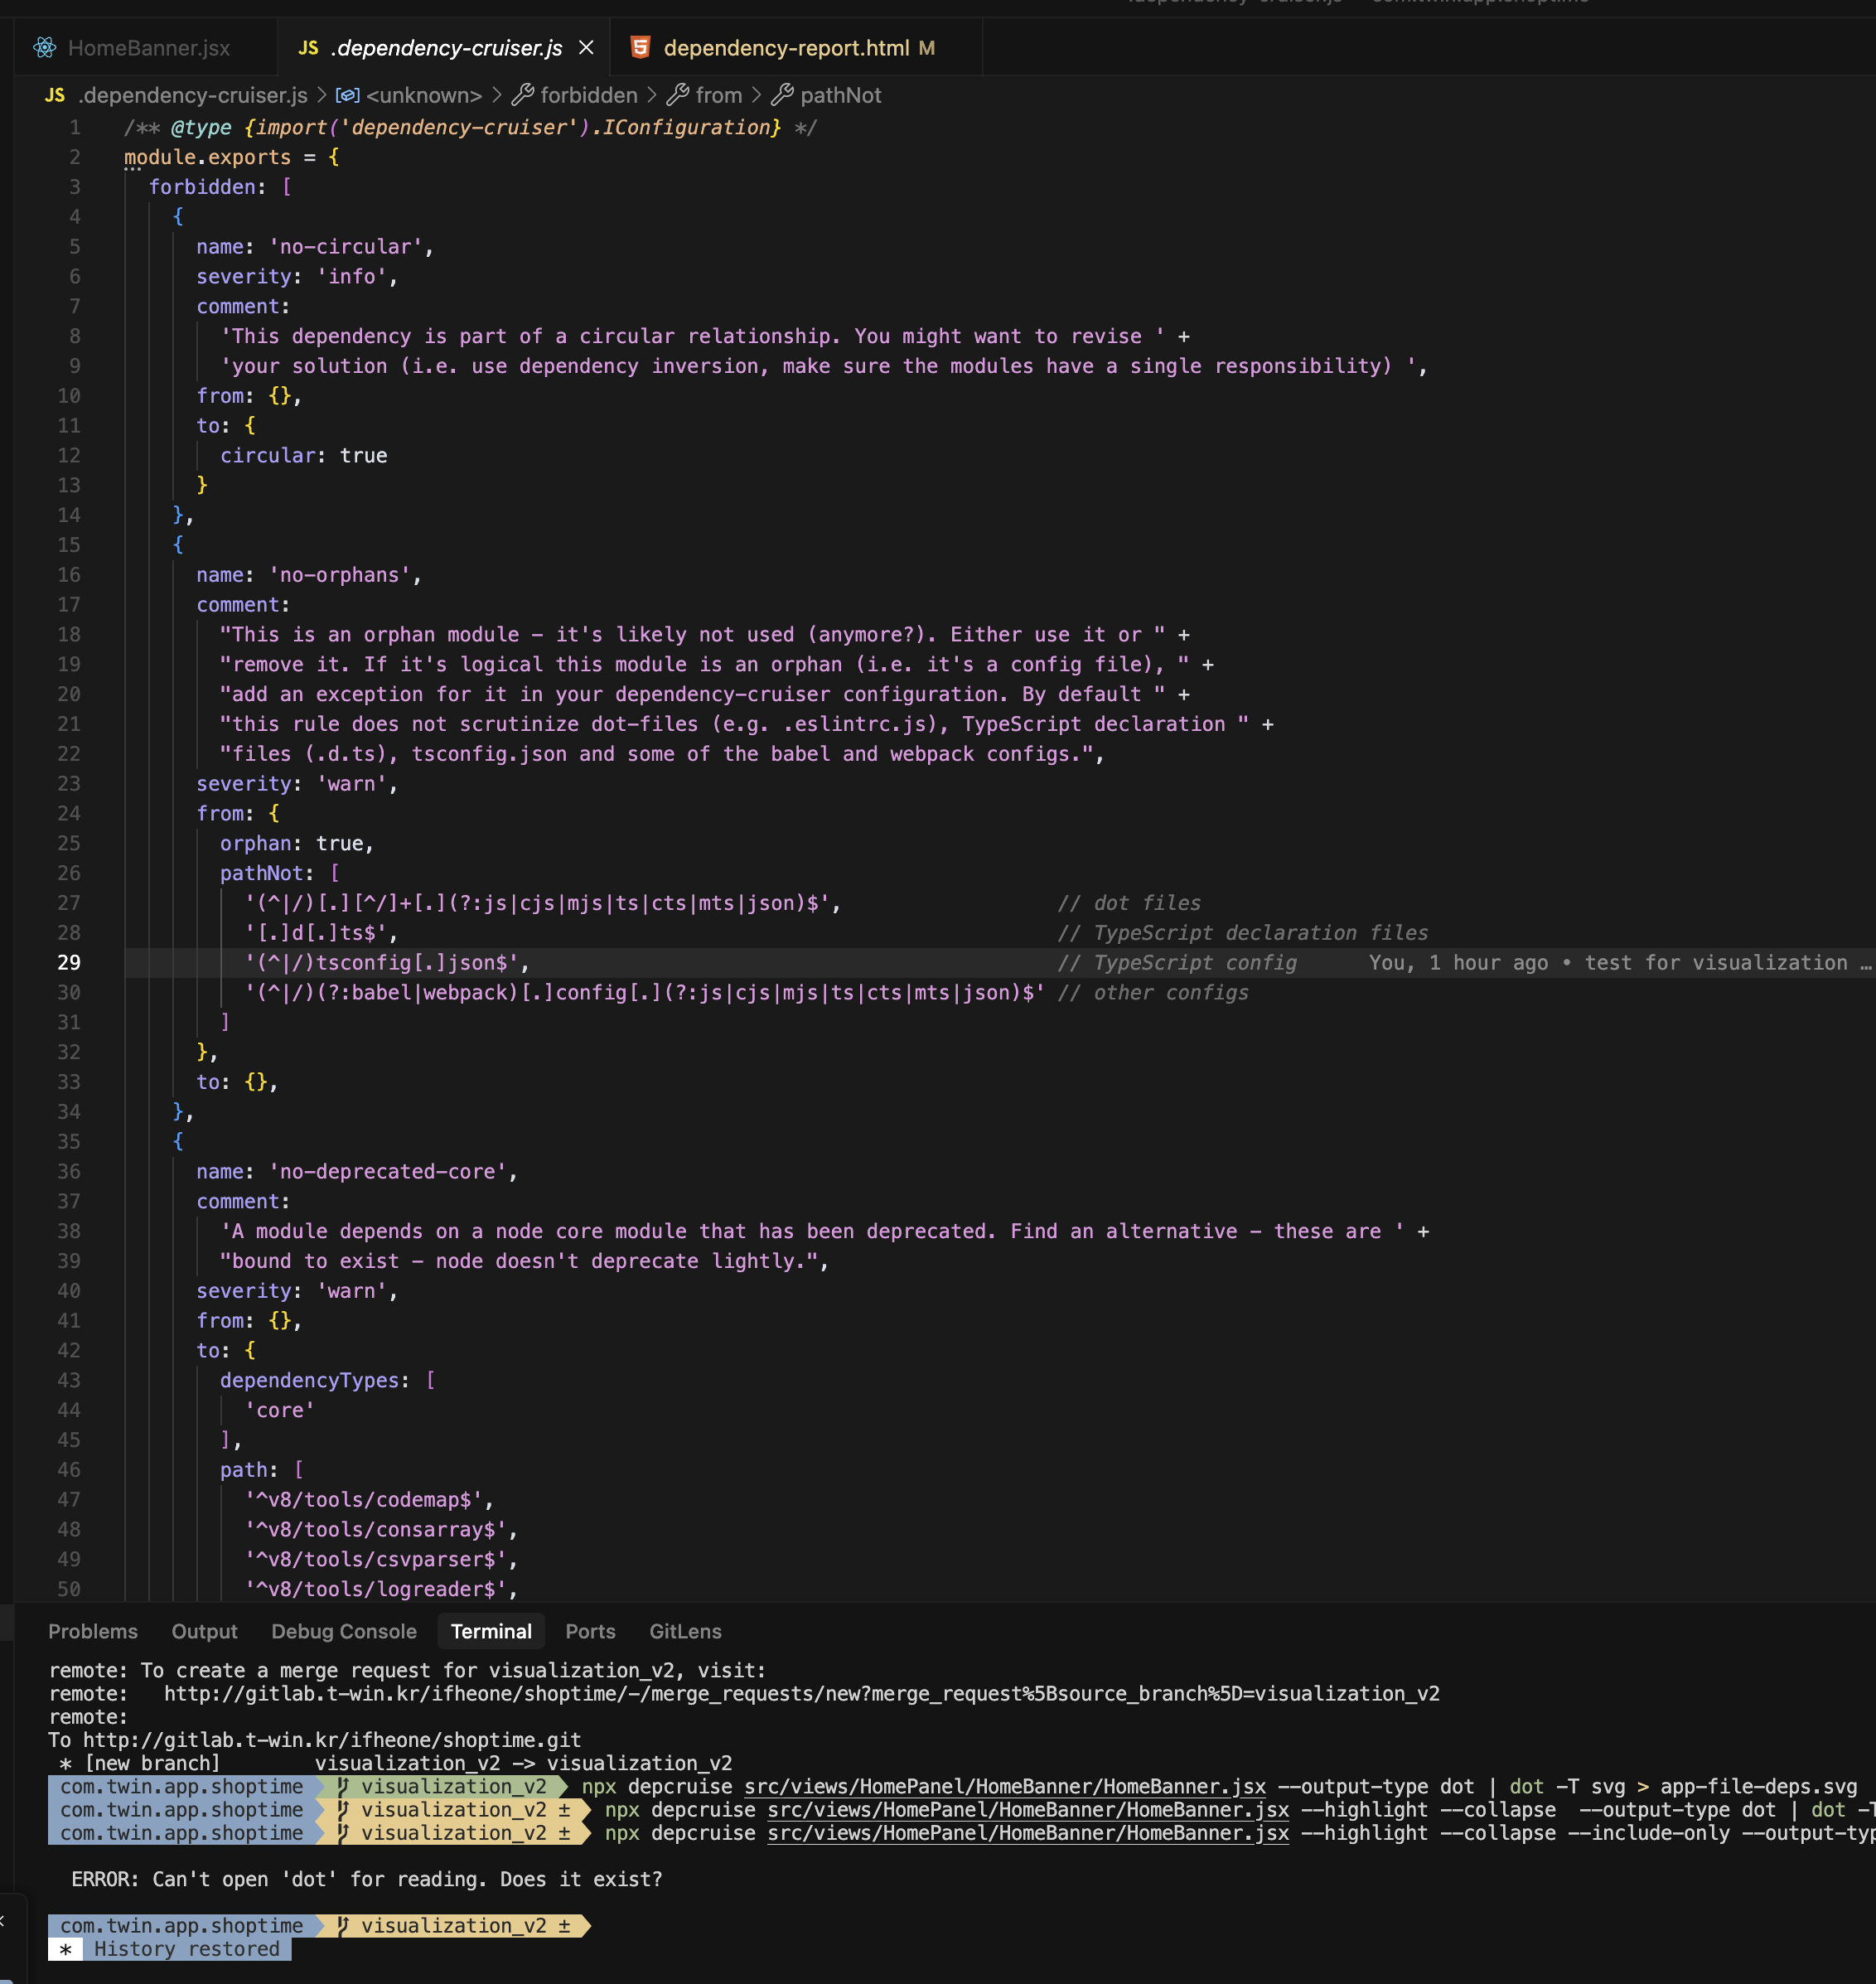 HomeBanner.jsx
JS .dependency-cruiser.js
dependency-report.html M
JS .dependency-cruiser.js > <unknown> > forbidden > from > pathNot
1 /** @type {import('dependency-cruiser').IConfiguration} */
2 module.exports = {
3 forbidden: [
4 {
5 name: 'no-circular',
6 severity: 'info',
7 comment:
8 'This dependency is part of a circular relationship. You might want to revise ' +
9 'your solution (i.e. use dependency inversion, make sure the modules have a single responsibility) ',
10 from: {},
11 to: {
12 circular: true
13 }
14 },
15 {
16 name: 'no-orphans',
17 comment:
18 "This is an orphan module - it's likely not used (anymore?). Either use it or " +
19 "remove it. If it's logical this module is an orphan (i.e. it's a config file), " +
20 "add an exception for it in your dependency-cruiser configuration. By default " +
21 "this rule does not scrutinize dot-files (e.g. .eslintrc.js), TypeScript declaration " +
22 "files (.d.ts), tsconfig.json and some of the babel and webpack configs.",
23 severity: 'warn',
24 from: {
25 orphan: true,
26 pathNot: [
27 '(^|/)[.][^/]+[.](?:js|cjs|mjs|ts|cts|mts|json)$', // dot files
28 '[.]d[.]ts$', // TypeScript declaration files
29 '(^|/)tsconfig[.]json$', // TypeScript config You, 1 hour ago • test for visualization …
30 '(^|/)(?:babel|webpack)[.]config[.](?:js|cjs|mjs|ts|cts|mts|json)$' // other configs
31 ]
32 },
33 to: {},
34 },
35 {
36 name: 'no-deprecated-core',
37 comment:
38 'A module depends on a node core module that has been deprecated. Find an alternative - these are ' +
39 "bound to exist - node doesn't deprecate lightly.",
40 severity: 'warn',
41 from: {},
42 to: {
43 dependencyTypes: [
44 'core'
45 ],
46 path: [
47 '^v8/tools/codemap$',
48 '^v8/tools/consarray$',
49 '^v8/tools/csvparser$',
50 '^v8/tools/logreader$',
Problems Output Debug Console Terminal Ports GitLens
remote: To create a merge request for visualization_v2, visit:
remote: http://gitlab.t-win.kr/ifheone/shoptime/-/merge_requests/new?merge_request%5Bsource_branch%5D=visualization_v2
remote:
To http://gitlab.t-win.kr/ifheone/shoptime.git
* [new branch] visualization_v2 -> visualization_v2
com.twin.app.shoptime visualization_v2 npx depcruise src/views/HomePanel/HomeBanner/HomeBanner.jsx --output-type dot | dot -T svg > app-file-deps.svg
com.twin.app.shoptime visualization_v2 ± npx depcruise src/views/HomePanel/HomeBanner/HomeBanner.jsx --highlight --collapse --output-type dot | dot -T
com.twin.app.shoptime visualization_v2 ± npx depcruise src/views/HomePanel/HomeBanner/HomeBanner.jsx --highlight --collapse --include-only --output-typ
ERROR: Can't open 'dot' for reading. Does it exist?
com.twin.app.shoptime visualization_v2 ±
* History restored